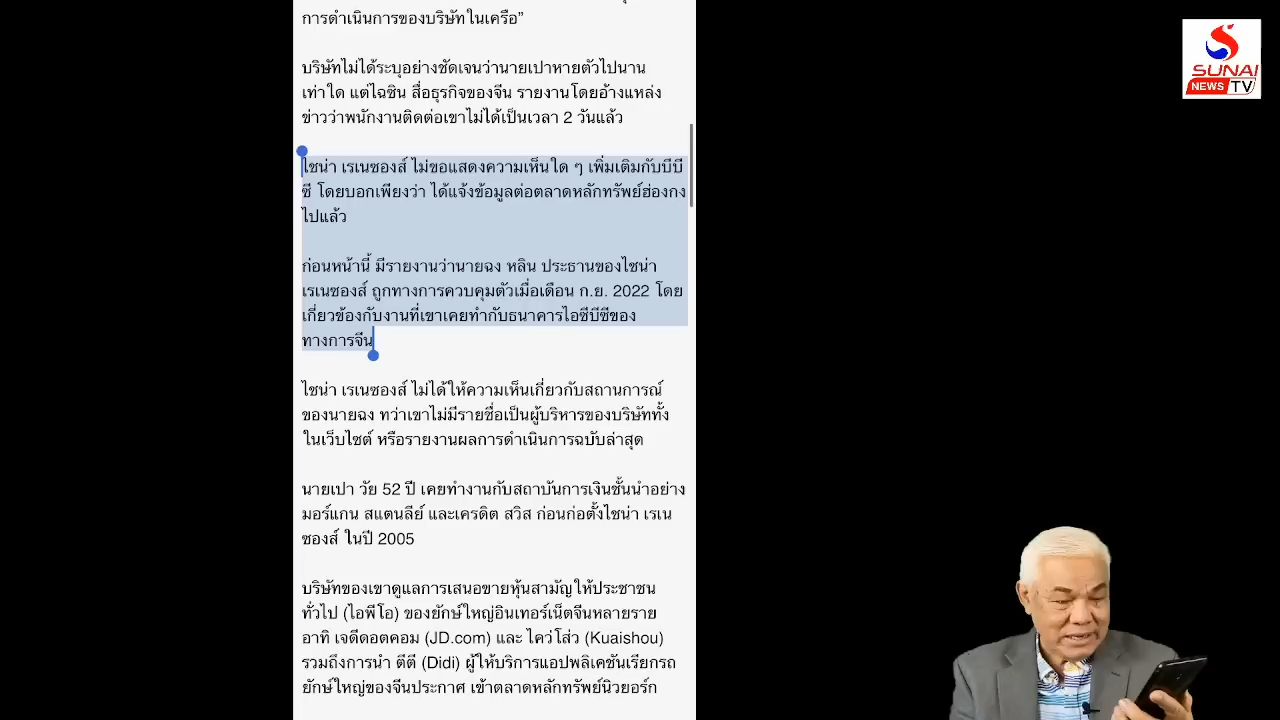 การดำเนินการของบริษัทในเครือ”
บริษัทไม่ได้ระบุอย่างชัดเจนว่านายเปาหายตัวไปนาน
เท่าใด แต่ไฉซิน สื่อธุรกิจของจีน รายงานโดยอ้างแหล่ง
ข่าวว่าพนักงานติดต่อเขาไม่ได้เป็นเวลา 2 วันแล้ว
ไชน่า เรเนซองส์ ไม่ขอแสดงความเห็นใด ๆ เพิ่มเติมกับบีบี
ซี โดยบอกเพียงว่า ได้แจ้งข้อมูลต่อตลาดหลักทรัพย์ฮ่องกง
ไปแล้ว
ก่อนหน้านี้ มีรายงานว่านายฉง หลิน ประธานของไชน่า
เรเนซองส์ ถูกทางการควบคุมตัวเมื่อเดือน ก.ย. 2022 โดย
เกี่ยวข้องกับงานที่เขาเคยทำกับธนาคารไอซีบีซีของ
ทางการจีน
ไชน่า เรเนซองส์ ไม่ได้ให้ความเห็นเกี่ยวกับสถานการณ์
ของนายฉง ทว่าเขาไม่มีรายชื่อเป็นผู้บริหารของบริษัททั้ง
ในเว็บไซต์ หรือรายงานผลการดำเนินการฉบับล่าสุด
นายเปา วัย 52 ปี เคยทำงานกับสถาบันการเงินชั้นนำอย่าง
มอร์แกน สแตนลีย์ และเครดิต สวิส ก่อนก่อตั้งไชน่า เรเน
ซองส์ ในปี 2005
บริษัทของเขาดูแลการเสนอขายหุ้นสามัญให้ประชาชน
ทั่วไป (ไอพีโอ) ของยักษ์ใหญ่อินเทอร์เน็ตจีนหลายราย
อาทิ เจดีดอตคอม (JD.com) และ ไคว่โส่ว (Kuaishou)
รวมถึงการนำ ตีตี (Didi) ผู้ให้บริการแอปพลิเคชันเรียกรถ
ยักษ์ใหญ่ของจีนประกาศ เข้าตลาดหลักทรัพย์นิวยอร์ก
SUNAI
NEWS TV